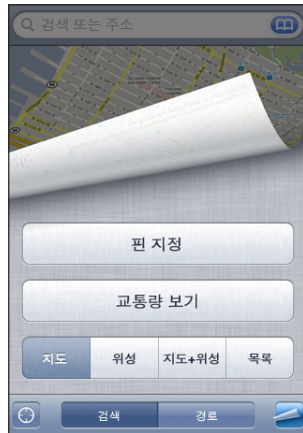 검색 또는 주소
핀 지정
교통량 보기
지도 위성 지도+위성 목록
검색 경로